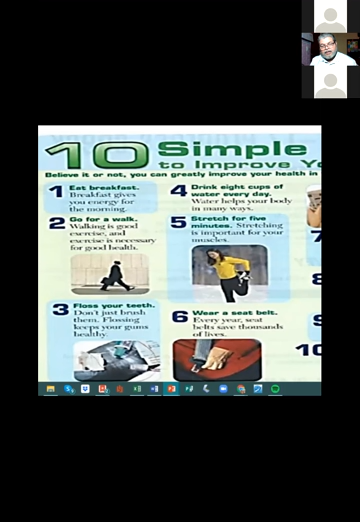 10 Simple
to Improve Yo
Believe it or not, you can greatly improve your health in
1 Eat breakfast.
Breakfast gives
you energy for
the morning.
2 Go for a walk.
Walking is good
exercise, and
exercise is necessary
for good health.
3 Floss your teeth.
Don't just brush
them. Flossing
keeps your gums
healthy.
4 Drink eight cups of
water every day.
Water helps your body
in many ways.
5 Stretch for five
minutes. Stretching
is important for your
muscles.
6 Wear a seat belt.
Every year, seat
belts save thousands
of lives.
7
8
9
10